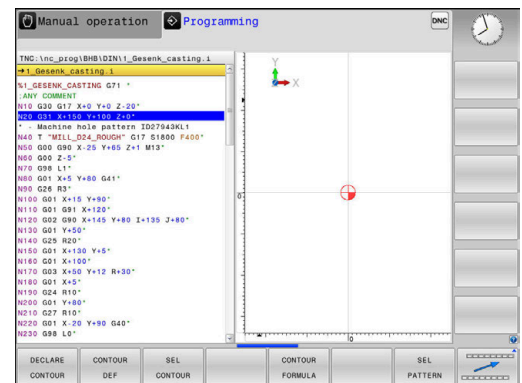 Manual operation
Programming
DNC
TNC:\nc_prog\BHB\DIN\1_Gesenk_casting.i
→1_Gesenk_casting.i
%1_GESENK_CASTING G71 *
;ANY COMMENT
N10 G30 G17 X+0 Y+0 Z-20*
N20 G31 X+150 Y+100 Z+0*
* - Machine hole pattern ID27943KL1
N40 T "MILL_D24_ROUGH" G17 S1800 F400*
N50 G00 G90 X-25 Y+65 Z+1 M13*
N60 G00 Z-5*
N70 G98 L1*
N80 G01 X+5 Y+80 G41*
N90 G26 R3*
N100 G01 X+15 Y+90*
N110 G01 G91 X+120*
N120 G02 G90 X+145 Y+80 I+135 J+80*
N130 G01 Y+50*
N140 G25 R20*
N150 G01 X+130 Y+5*
N160 G01 X+100*
N170 G03 X+50 Y+12 R+30*
N180 G01 X+5*
N190 G24 R10*
N200 G01 Y+80*
N210 G27 R10*
N220 G01 X-20 Y+90 G40*
N230 G98 L0*
Y
X
0
0
DECLARE
CONTOUR
CONTOUR
DEF
SEL
CONTOUR
CONTOUR
FORMULA
SEL
PATTERN